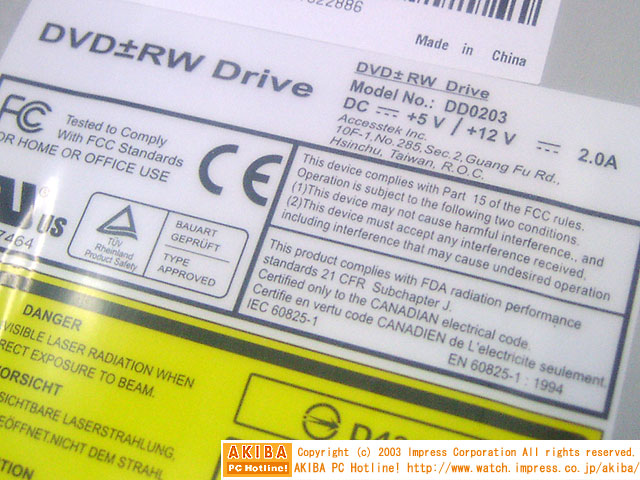 22886
Made in China
DVD±RW Drive
DVD±RW Drive
Model No.: DD0203
DC +5V / +12V 2.0A
Accesstek Inc.
10F-1,No.285,Sec.2,Guang Fu Rd.,
Hsinchu, Taiwan, R.O.C.
FC
Tested to Comply
With FCC Standards
FOR HOME OR OFFICE USE
CE
US
7464
TÜV
Rheinland
Product Safety
BAUART
GEPRÜFT
TYPE
APPROVED
This device complies with Part 15 of the FCC rules.
Operation is subject to the following two conditions.
(1)This device may not cause harmful interference., and
(2)This device must accept any interference received,
including interference that may cause undesired operation
This product complies with FDA radiation performance
standards 21 CFR Subchapter J.
Certified only to the CANADIAN electrical code.
Certifie en vertu code CANADIEN de L'electricite seulement.
IEC 60825-1
EN 60825-1 : 1994
DANGER
VISIBLE LASER RADIATION WHEN
DIRECT EXPOSURE TO BEAM.
VORSICHT
SICHTBARE LASERSTRAHLUNG.
ÖFFNET.NICHT DEM STRAHL
AKIBA
PC Hotline!
Copyright (c) 2003 Impress Corporation All rights reserved.
AKIBA PC Hotline! http://www.watch.impress.co.jp/akiba/